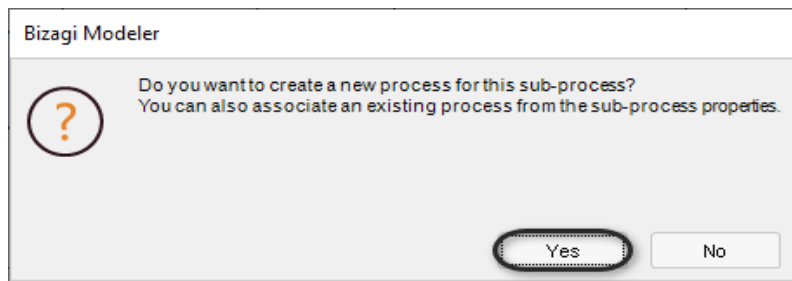 Bizagi Modeler
Do you want to create a new process for this sub-process?
You can also associate an existing process from the sub-process properties.
?
Yes
No